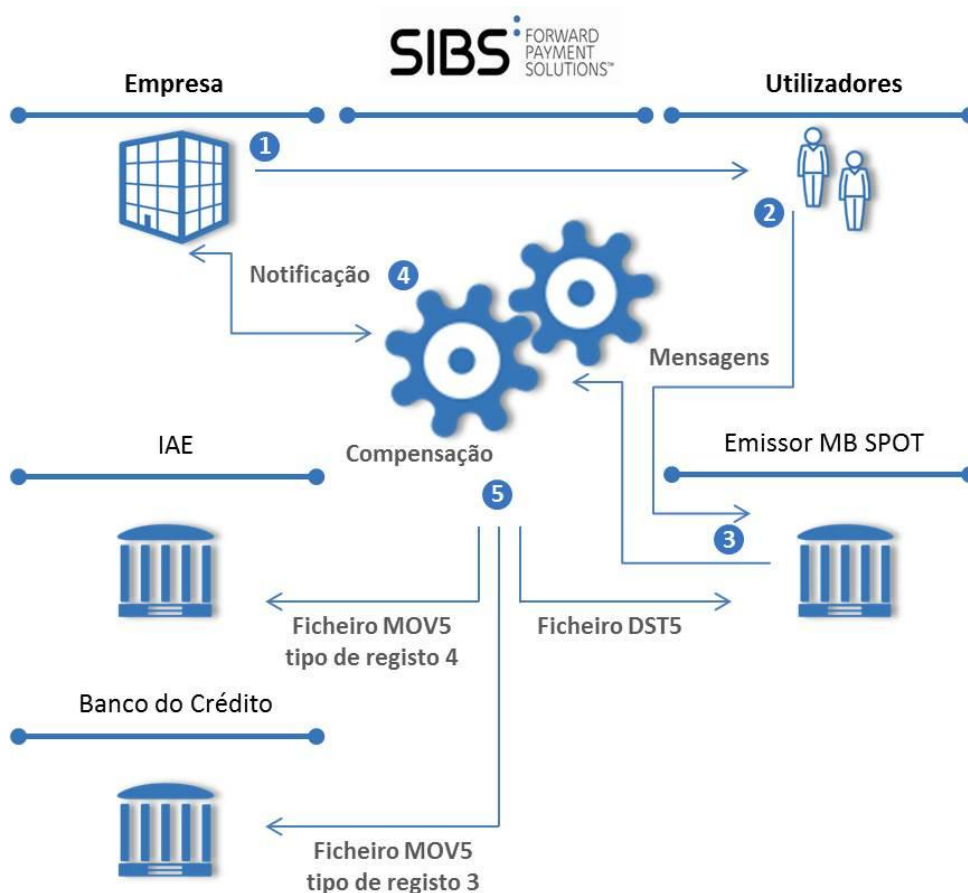 SIBS FORWARD
PAYMENT
SOLUTIONS™
Empresa
Utilizadores
1
2
Notificação 4
Mensagens
IAE
Compensação
Emissor MB SPOT
5
3
Ficheiro MOV5
tipo de registo 4
Ficheiro DST5
Banco do Crédito
Ficheiro MOV5
tipo de registo 3